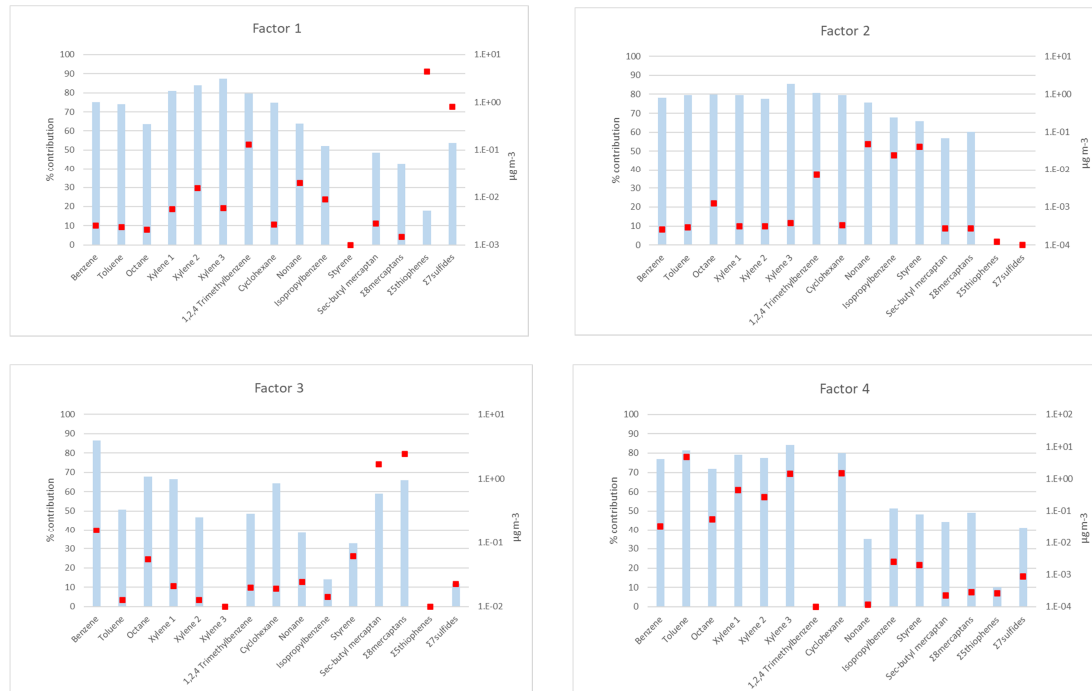 Factor 1
% contribution
100
90
80
70
60
50
40
30
20
10
0
1.E+01
1.E+00
1.E-01
1.E-02
1.E-03
µg m-3
Benzene
Toluene
Octane
Xylene 1
Xylene 2
Xylene 3
1,2,4 Trimethylbenzene
Cyclohexane
Nonane
Isopropylbenzene
Styrene
Sec-butyl mercaptan
Σ8mercaptans
Σ5thiophenes
Σ7sulfides
Factor 2
% contribution
100
90
80
70
60
50
40
30
20
10
0
1.E+01
1.E+00
1.E-01
1.E-02
1.E-03
1.E-04
µg m-3
Benzene
Toluene
Octane
Xylene 1
Xylene 2
Xylene 3
1,2,4 Trimethylbenzene
Cyclohexane
Nonane
Isopropylbenzene
Styrene
Sec-butyl mercaptan
Σ8mercaptans
Σ5thiophenes
Σ7sulfides
Factor 3
% contribution
100
90
80
70
60
50
40
30
20
10
0
1.E+01
1.E+00
1.E-01
1.E-02
µg m-3
Benzene
Toluene
Octane
Xylene 1
Xylene 2
Xylene 3
1,2,4 Trimethylbenzene
Cyclohexane
Nonane
Isopropylbenzene
Styrene
Sec-butyl mercaptan
Σ8mercaptans
Σ5thiophenes
Σ7sulfides
Factor 4
% contribution
100
90
80
70
60
50
40
30
20
10
0
1.E+02
1.E+01
1.E+00
1.E-01
1.E-02
1.E-03
1.E-04
µg m-3
Benzene
Toluene
Octane
Xylene 1
Xylene 2
Xylene 3
1,2,4 Trimethylbenzene
Cyclohexane
Nonane
Isopropylbenzene
Styrene
Sec-butyl mercaptan
Σ8mercaptans
Σ5thiophenes
Σ7sulfides